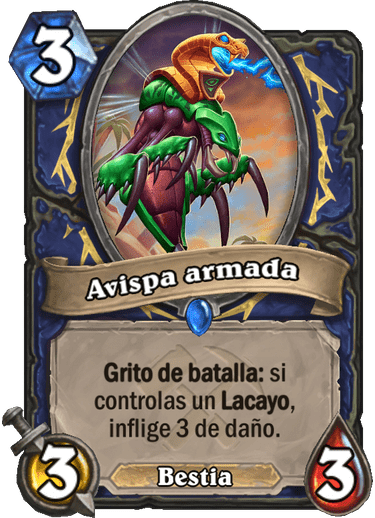 3
Avispa armada
Grito de batalla: si
controlas un Lacayo,
inflige 3 de daño.
3
Bestia
3